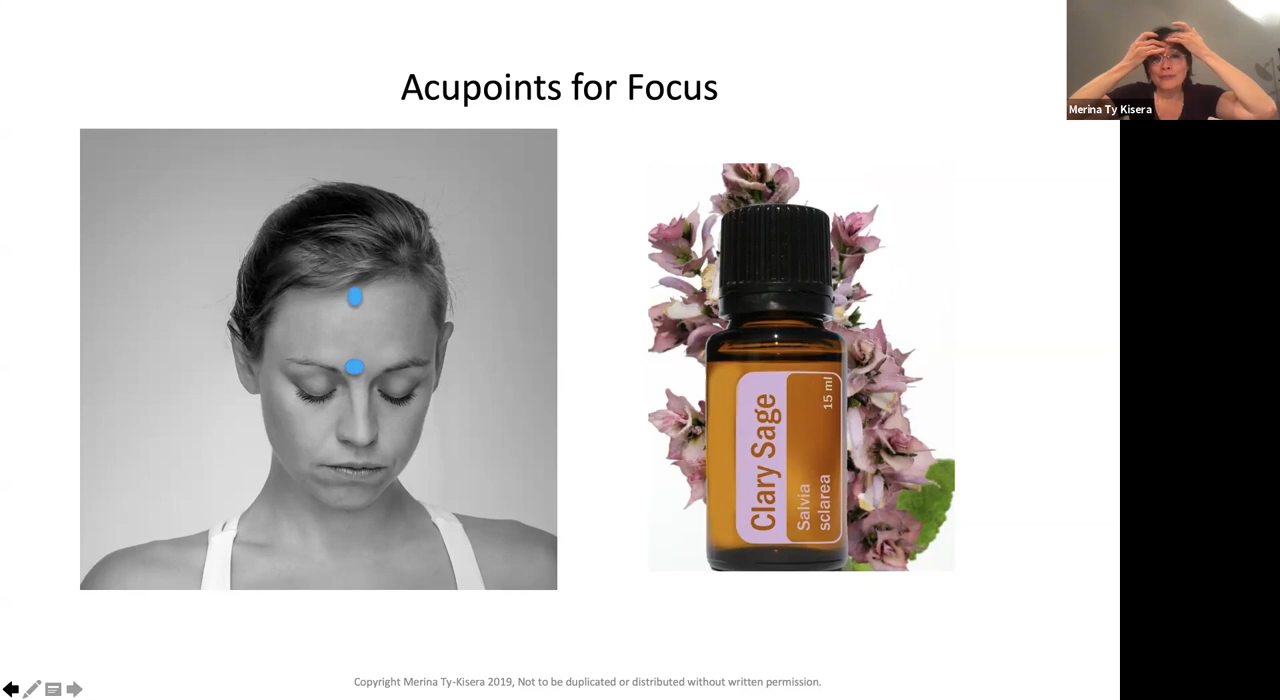 Acupoints for Focus
Merina Ty Kisera
Clary Sage
15 ml
Salvia
sclarea
Copyright Merina Ty-Kisera 2019, Not to be duplicated or distributed without written permission.